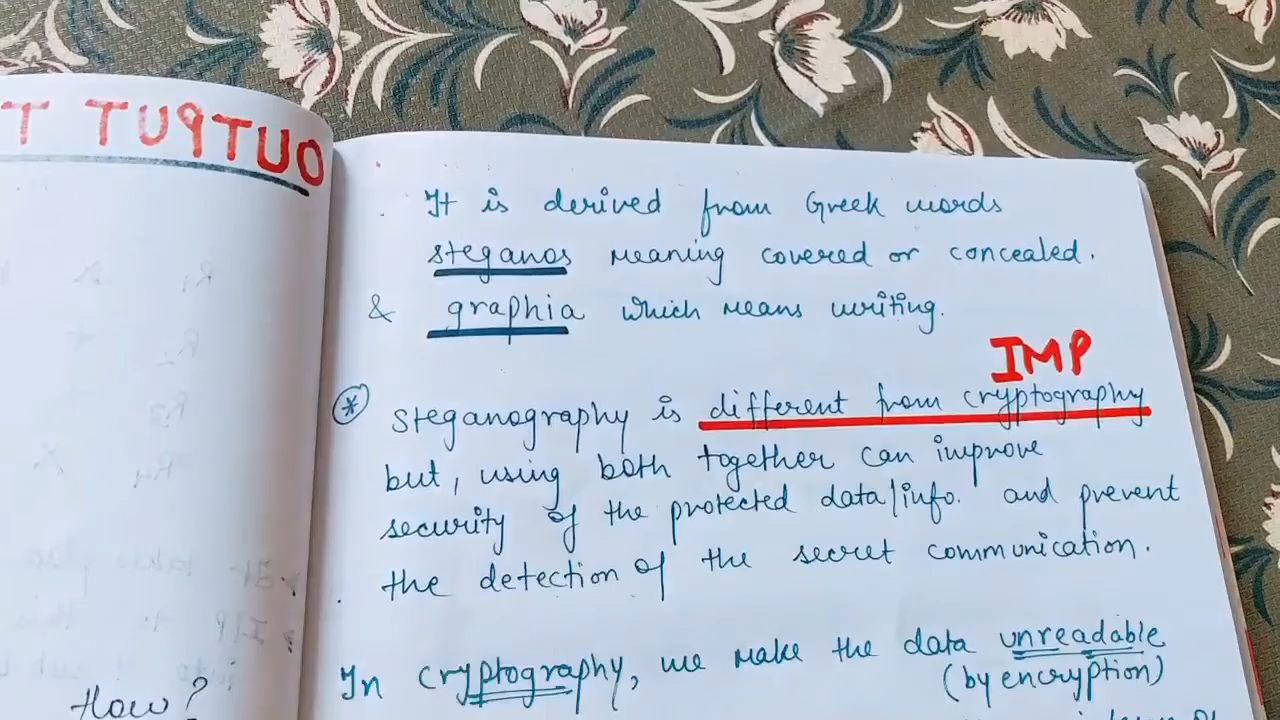 How?
It is derived from Greek words
steganos meaning covered or concealed.
& graphia which means writing.
IMP
* steganography is different from cryptography
but, using both together can improve
security of the protected data/info. and prevent
the detection of the secret communication.
In cryptography, we make the data unreadable
(by encryption)